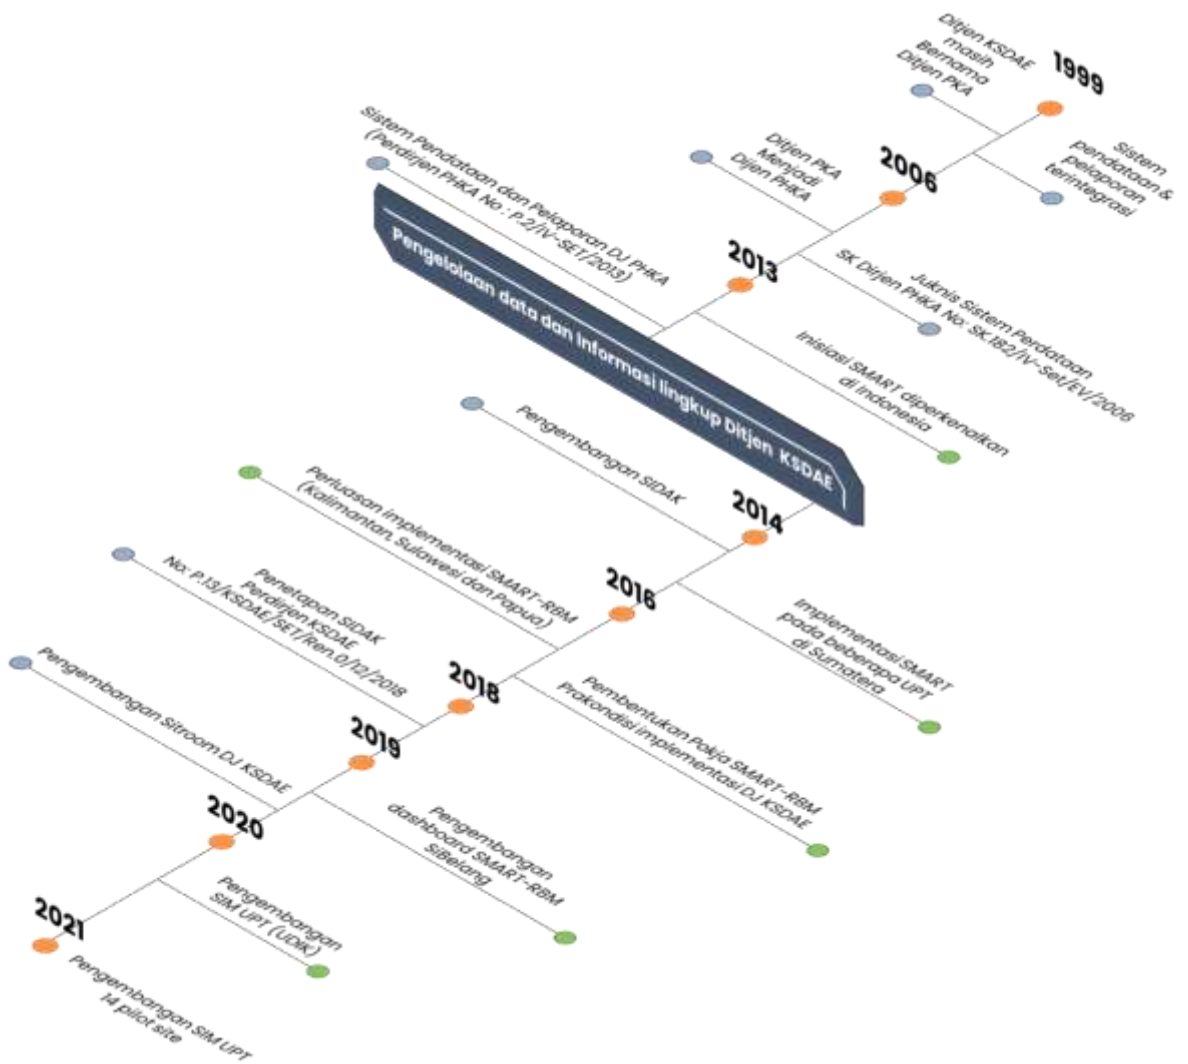 1999
Ditjen KSDAE
masih
Bernama
Ditjen PKA
Sistem
pendataan &
pelaporan
terintegrasi
2006
Ditjen PKA
Menjadi
Dijen PHKA
Juknis Sistem Perdataan
SK Dirjen PHKA No: SK.182/IV-Set/EV/2006
2013
Sistem Pendataan dan Pelaporan DJ PHKA
(Perdirjen PHKA No : P.2/IV-SET/2013)
Inisiasi SMART diperkenalkan
di Indonesia
Pengelolaan data dan Informasi lingkup Ditjen KSDAE
2014
Pengembangan SIDAK
Implementasi SMART
pada beberapa UPT
di Sumatera
2016
Perluasan implementasi SMART-RBM
(Kalimantan, Sulawesi dan Papua)
Pembentukan Pokja SMART-RBM
Prakondisi implementasi DJ KSDAE
2018
Penetapan SIDAK
Perdirjen KSDAE
No: P.13/KSDAE/SET/Ren.0/12/2018
2019
Pengembangan Sitroom DJ KSDAE
Pengembangan
dashboard SMART-RBM
SiBelang
2020
Pengembangan
SIM UPT (UDIK)
2021
Pengembangan SIM UPT
14 pilot site